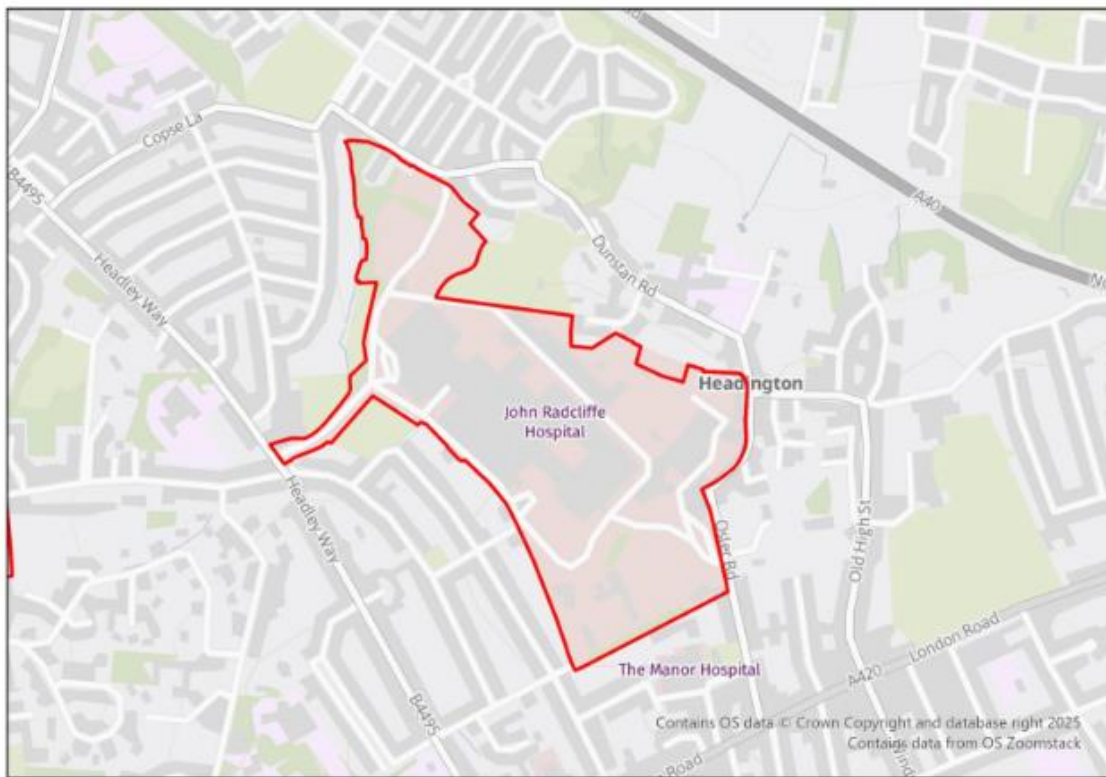 Copse La
B4495
A40
Headley Way
Dunstan Rd
Headington
John Radcliffe
Hospital
Headley Way
Osler Rd
Old High St
London Road
The Manor Hospital
A420
B4495
Contains OS data © Crown Copyright and database right 2025
Contains data from OS Zoomstack
Road